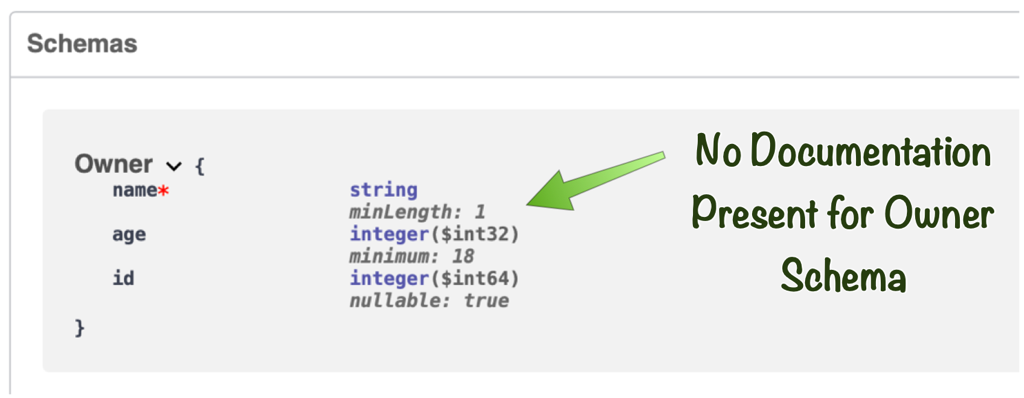 Schemas
Owner {
name* string
minLength: 1
age integer($int32)
minimum: 18
id integer($int64)
nullable: true
}
No Documentation
Present for Owner
Schema